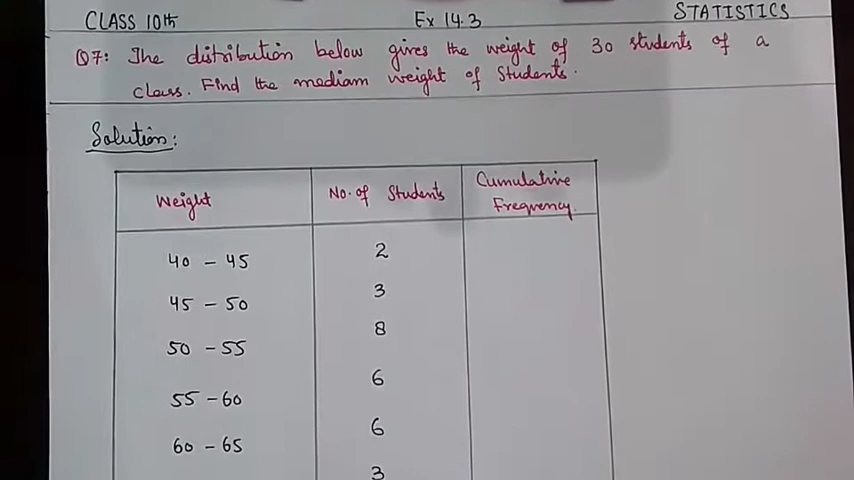 CLASS 10th Ex 14.3 STATISTICS
Q7: The distribution below gives the weight of 30 students of a
class. Find the mediam weight of Students.
Solution:
Weight No. of Students Cumulative Frequency
40 - 45 2
45 - 50 3
50 - 55 8
55 - 60 6
60 - 65 6
3